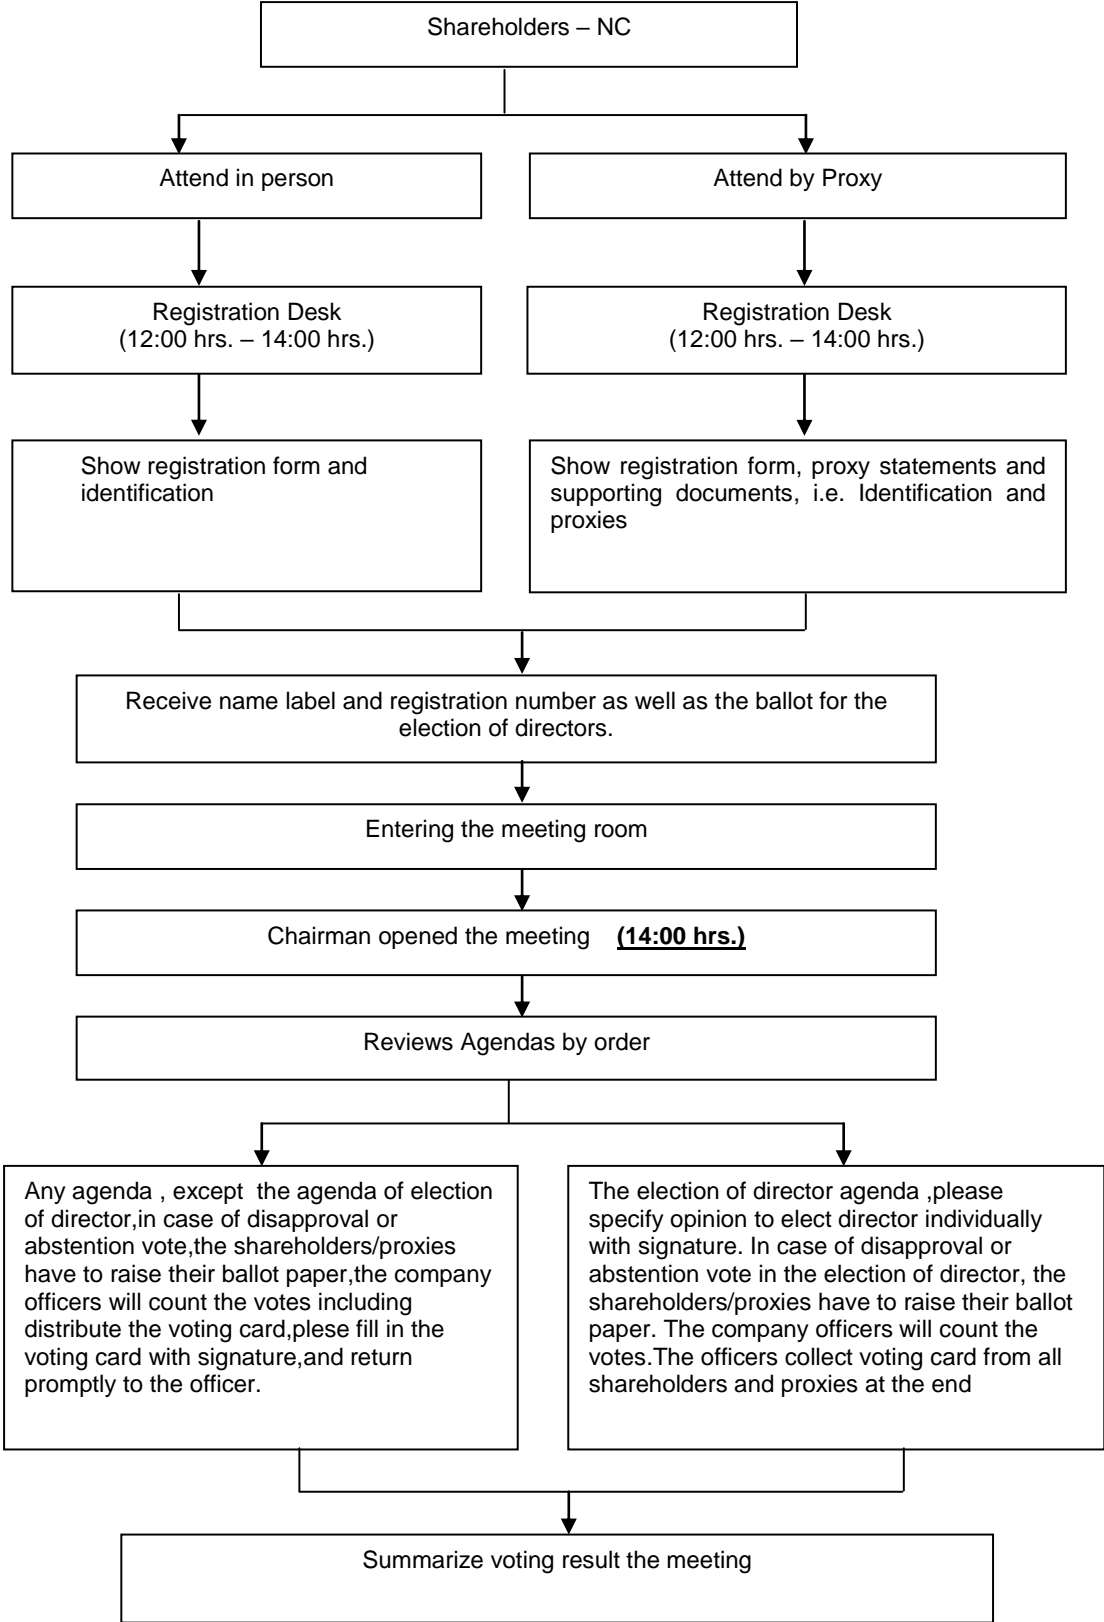 Shareholders – NC
Attend in person
Attend by Proxy
Registration Desk
(12:00 hrs. – 14:00 hrs.)
Registration Desk
(12:00 hrs. – 14:00 hrs.)
Show registration form and
identification
Show registration form, proxy statements and
supporting documents, i.e. Identification and
proxies
Receive name label and registration number as well as the ballot for the
election of directors.
Entering the meeting room
Chairman opened the meeting (14:00 hrs.)
Reviews Agendas by order
Any agenda , except the agenda of election
of director,in case of disapproval or
abstention vote,the shareholders/proxies
have to raise their ballot paper,the company
officers will count the votes including
distribute the voting card,plese fill in the
voting card with signature,and return
promptly to the officer.
The election of director agenda ,please
specify opinion to elect director individually
with signature. In case of disapproval or
abstention vote in the election of director, the
shareholders/proxies have to raise their ballot
paper. The company officers will count the
votes.The officers collect voting card from all
shareholders and proxies at the end
Summarize voting result the meeting